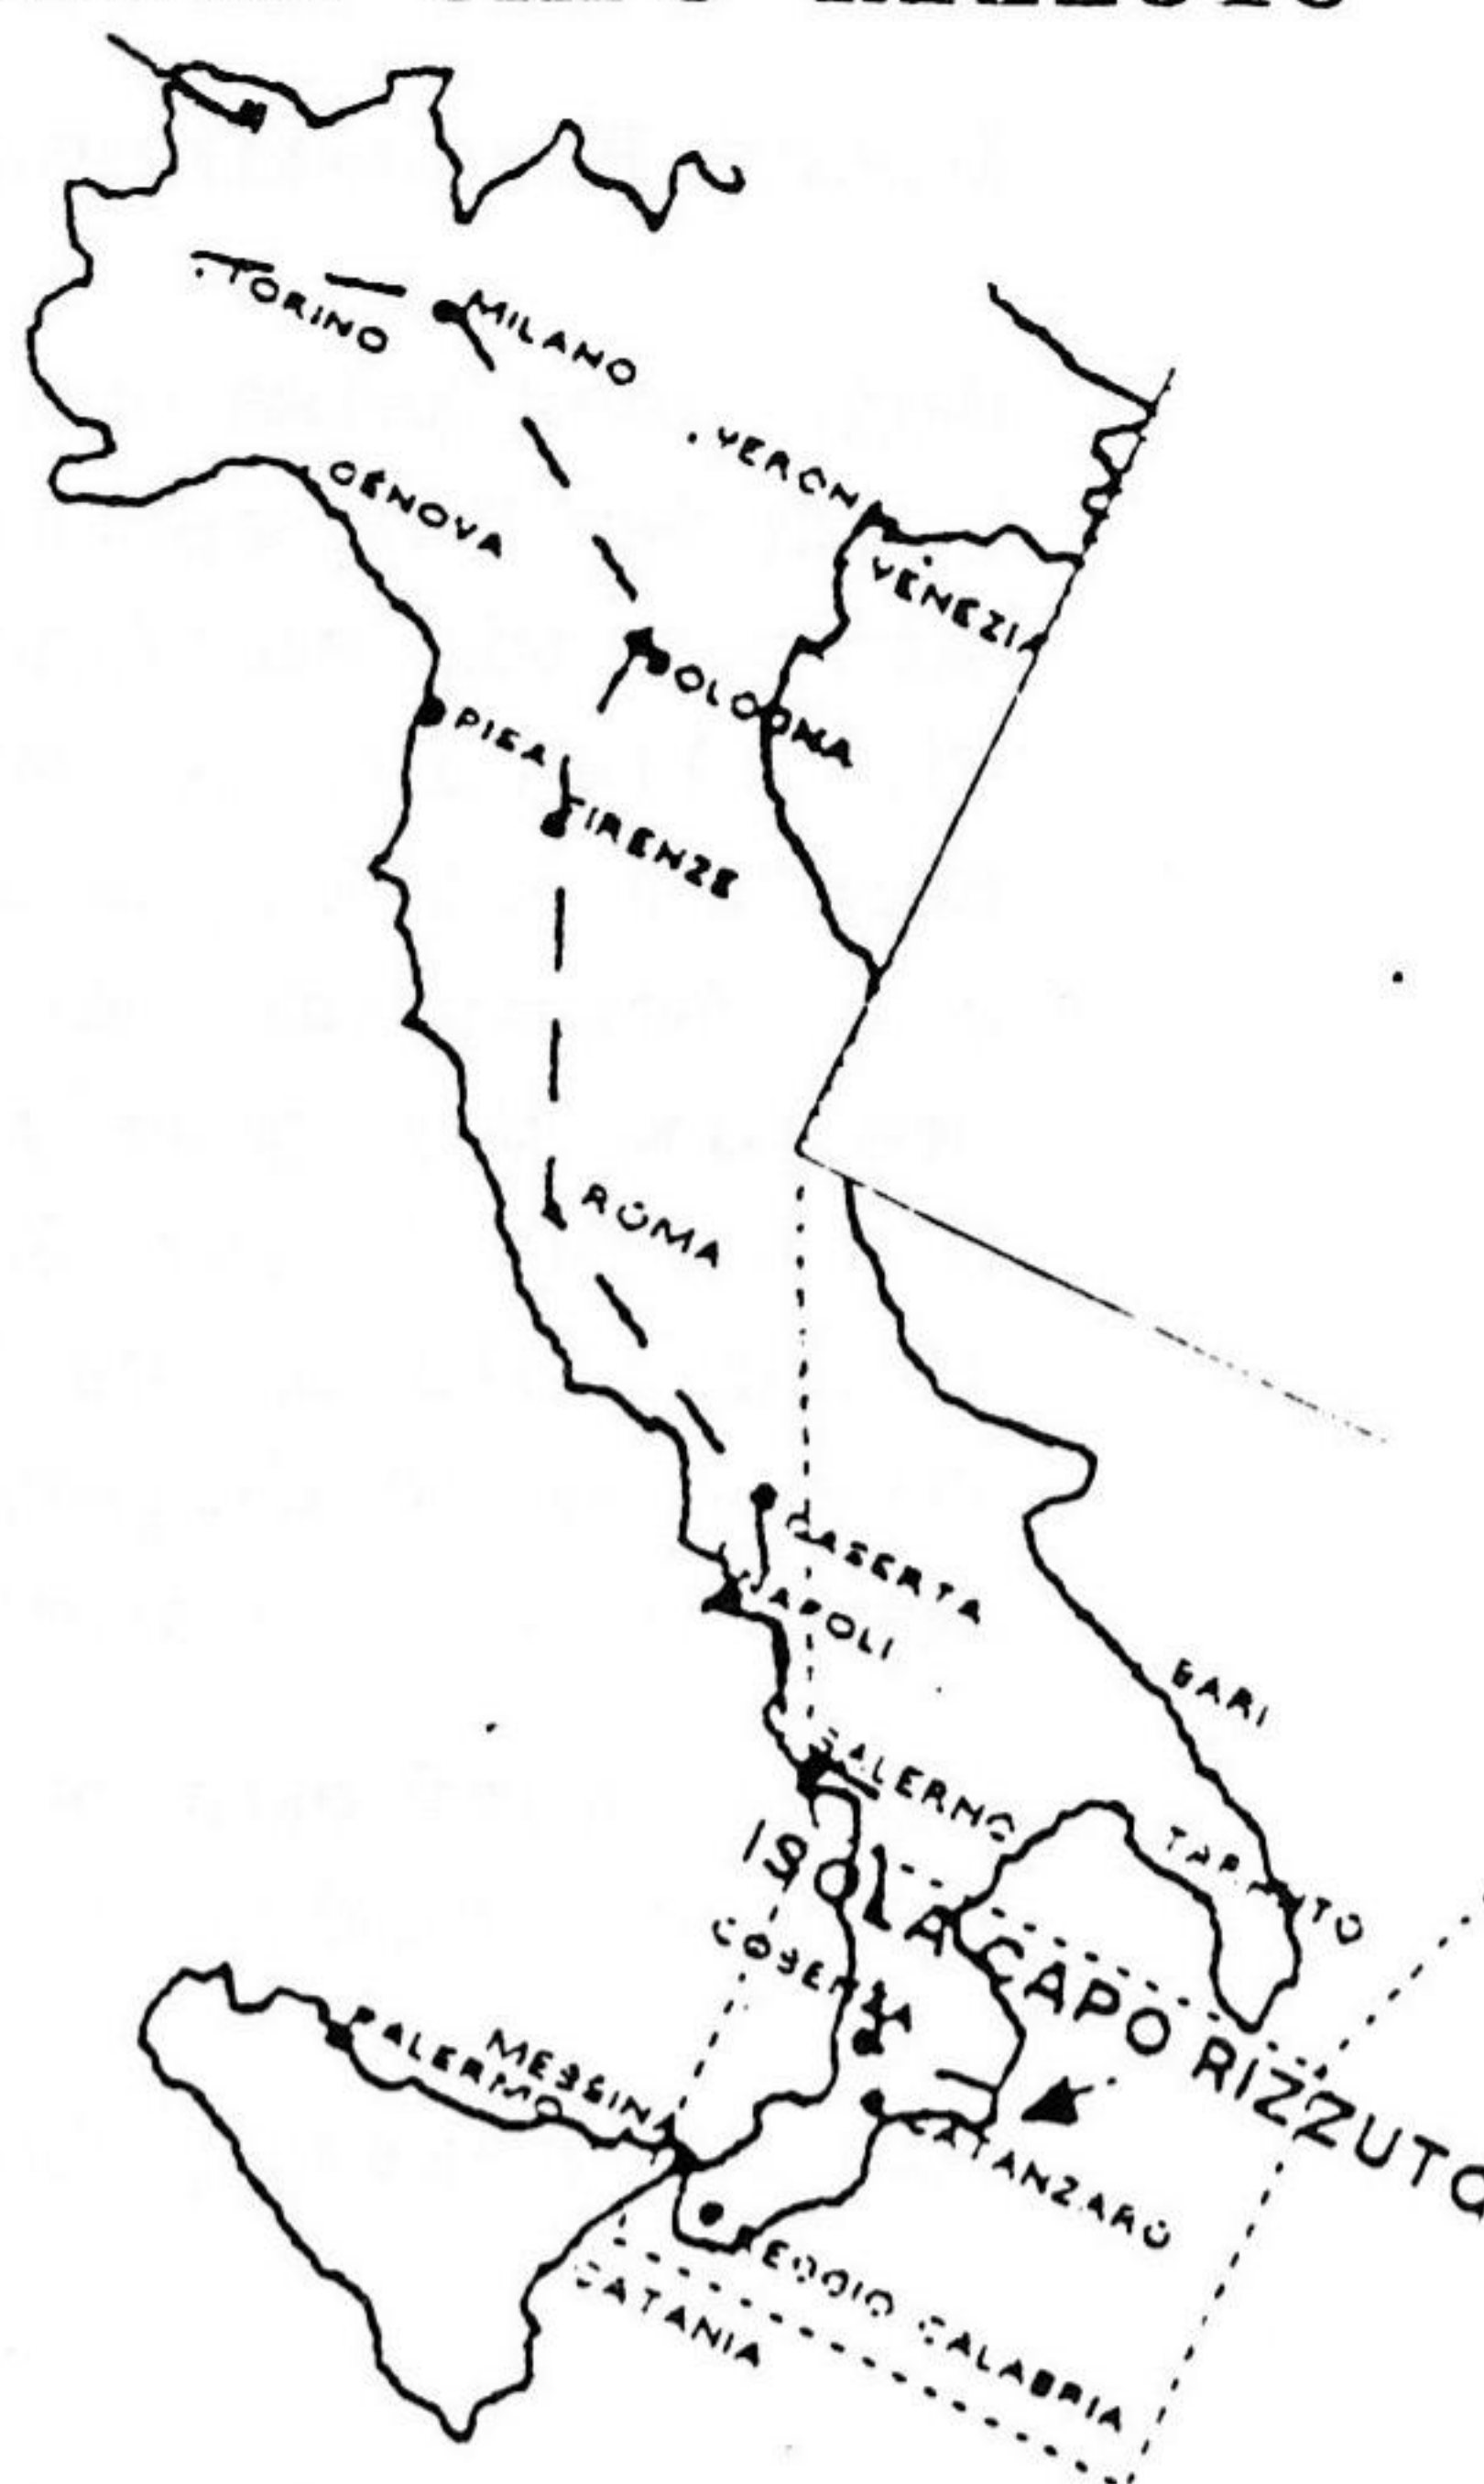 TORINO
MILANO
VERONA
GENOVA
VENEZIA
BOLOGNA
PISA
FIRENZE
ROMA
CASERTA
NAPOLI
BARI
SALERNO
TARANTO
ISOLA CAPO RIZZUTO
COSENZA
PALERMO
MESSINA
CATANZARO
REGGIO CALABRIA
CATANIA